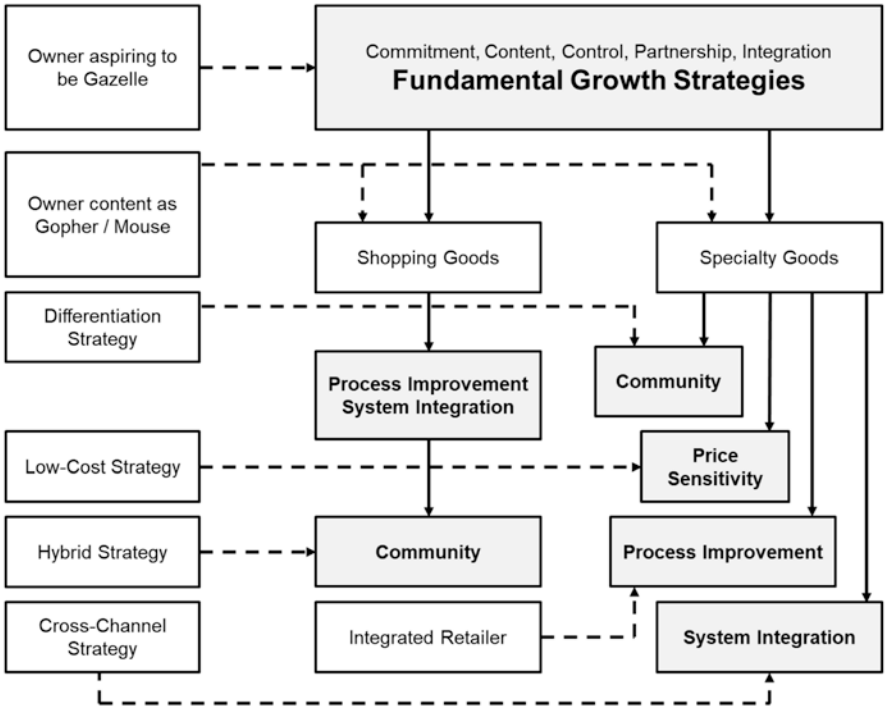 Owner aspiring to
be Gazelle
Commitment, Content, Control, Partnership, Integration
Fundamental Growth Strategies
Owner content as
Gopher / Mouse
Shopping Goods
Specialty Goods
Differentiation
Strategy
Process Improvement
System Integration
Community
Low-Cost Strategy
Price
Sensitivity
Hybrid Strategy
Community
Process Improvement
Cross-Channel
Strategy
Integrated Retailer
System Integration